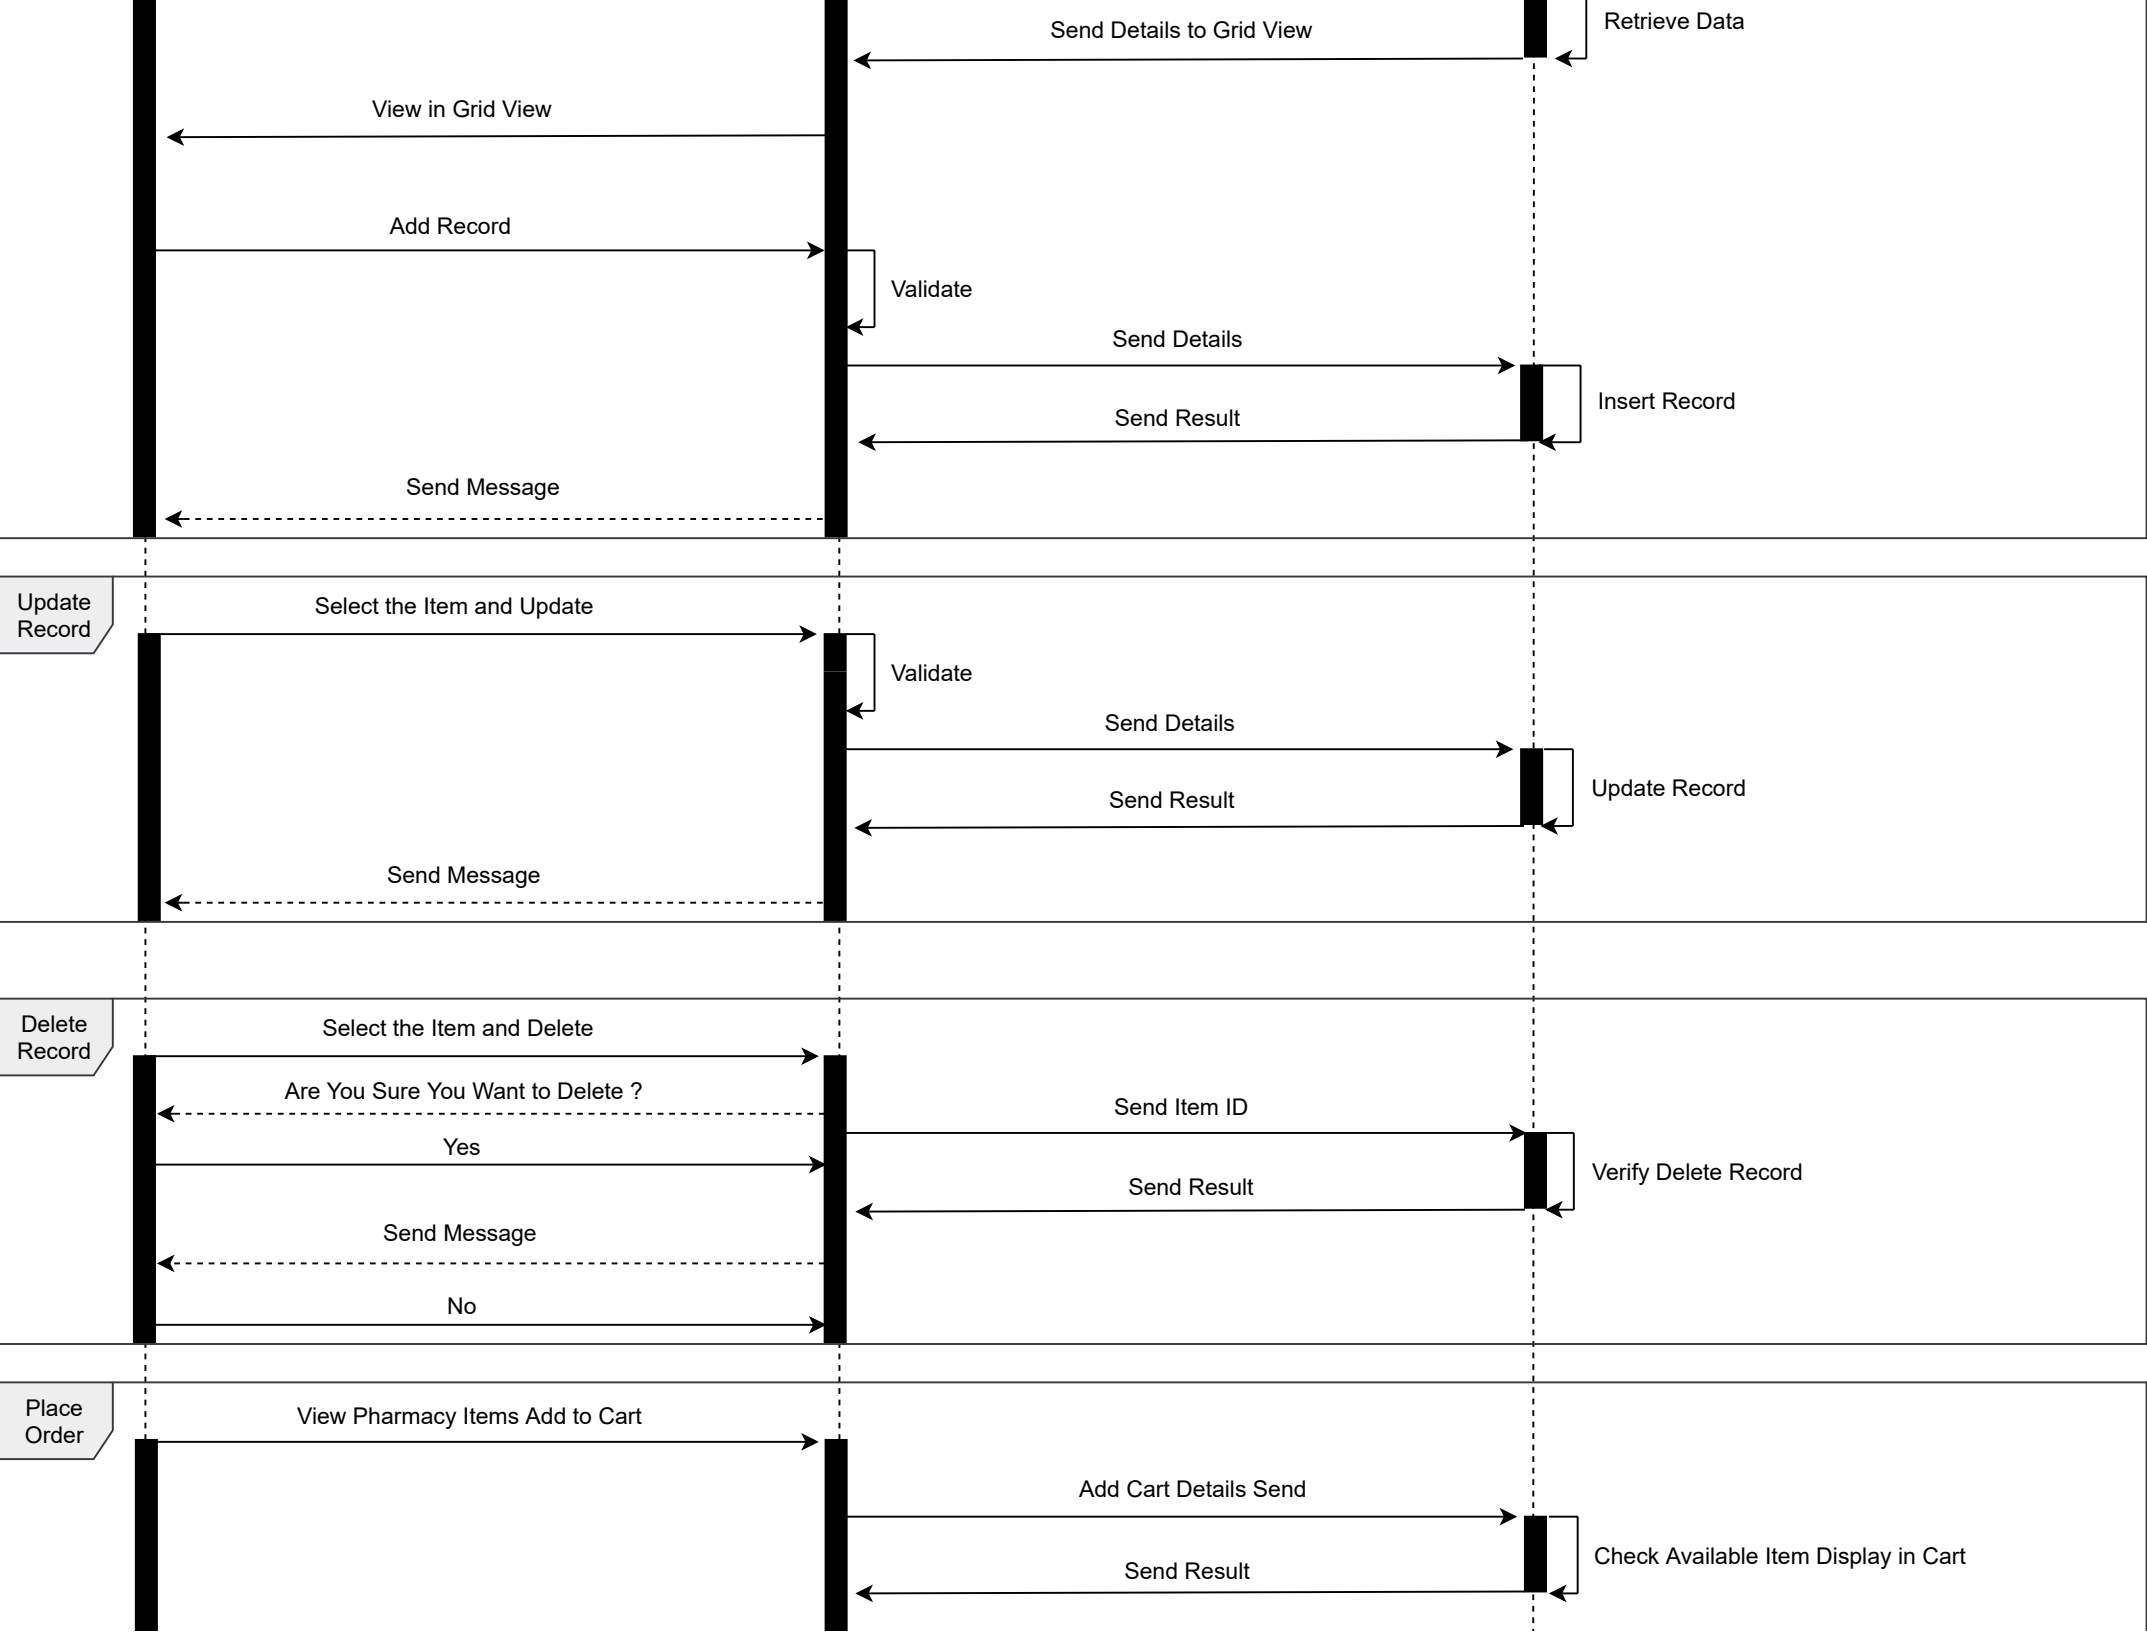 Retrieve Data
Send Details to Grid View
View in Grid View
Add Record
Validate
Send Details
Insert Record
Send Result
Send Message
Update
Record
Select the Item and Update
Validate
Send Details
Update Record
Send Result
Send Message
Delete
Record
Select the Item and Delete
Are You Sure You Want to Delete ?
Send Item ID
Yes
Verify Delete Record
Send Result
Send Message
No
Place
Order
View Pharmacy Items Add to Cart
Add Cart Details Send
Check Available Item Display in Cart
Send Result